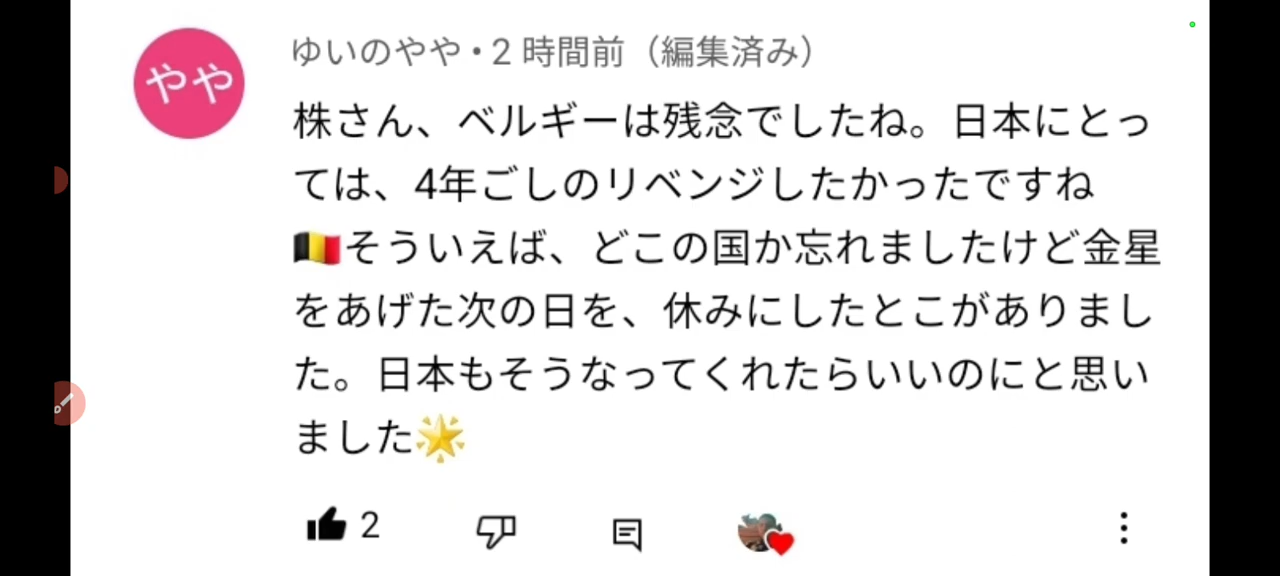 やや
ゆいのやや • 2 時間前（編集済み）
株さん、ベルギーは残念でしたね。日本にとっ
ては、4年ごしのリベンジしたかったですね
🇧🇪そういえば、どこの国か忘れましたけど金星
をあげた次の日を、休みにしたとこがありまし
た。日本もそうなってくれたらいいのにと思い
ました🌟
2